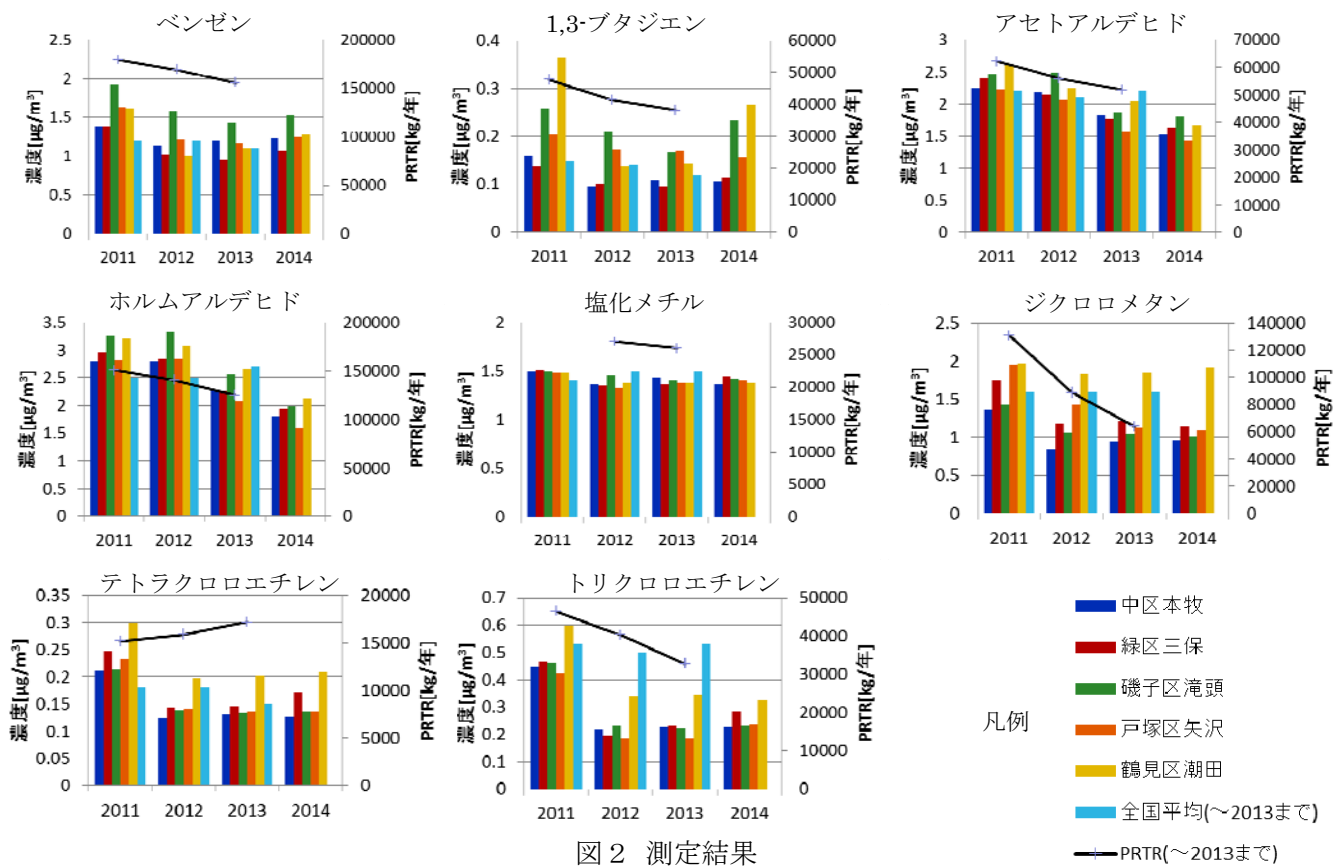 ベンゼン
濃度[μg/m³]
2.5
2
1.5
1
0.5
0
200000
150000
100000
50000
0
PRTR[kg/年]
2011 2012 2013 2014
1,3-ブタジエン
濃度[μg/m³]
0.4
0.3
0.2
0.1
0
60000
50000
40000
30000
20000
10000
0
PRTR[kg/年]
2011 2012 2013 2014
アセトアルデヒド
濃度[μg/m³]
3
2.5
2
1.5
1
0.5
0
70000
60000
50000
40000
30000
20000
10000
0
PRTR[kg/年]
2011 2012 2013 2014
ホルムアルデヒド
濃度[μg/m³]
3.5
3
2.5
2
1.5
1
0.5
0
200000
150000
100000
50000
0
PRTR[kg/年]
2011 2012 2013 2014
塩化メチル
濃度[μg/m³]
2
1.5
1
0.5
0
30000
25000
20000
15000
10000
5000
0
PRTR[kg/年]
2011 2012 2013 2014
ジクロロメタン
濃度[μg/m³]
2.5
2
1.5
1
0.5
0
140000
120000
100000
80000
60000
40000
20000
0
PRTR[kg/年]
2011 2012 2013 2014
テトラクロロエチレン
濃度[μg/m³]
0.35
0.3
0.25
0.2
0.15
0.1
0.05
0
20000
15000
10000
5000
0
PRTR[kg/年]
2011 2012 2013 2014
トリクロロエチレン
濃度[μg/m³]
0.7
0.6
0.5
0.4
0.3
0.2
0.1
0
50000
40000
30000
20000
10000
0
PRTR[kg/年]
2011 2012 2013 2014
凡例
中区本牧
緑区三保
磯子区滝頭
戸塚区矢沢
鶴見区潮田
全国平均(～2013まで)
PRTR(～2013まで)
図２ 測定結果